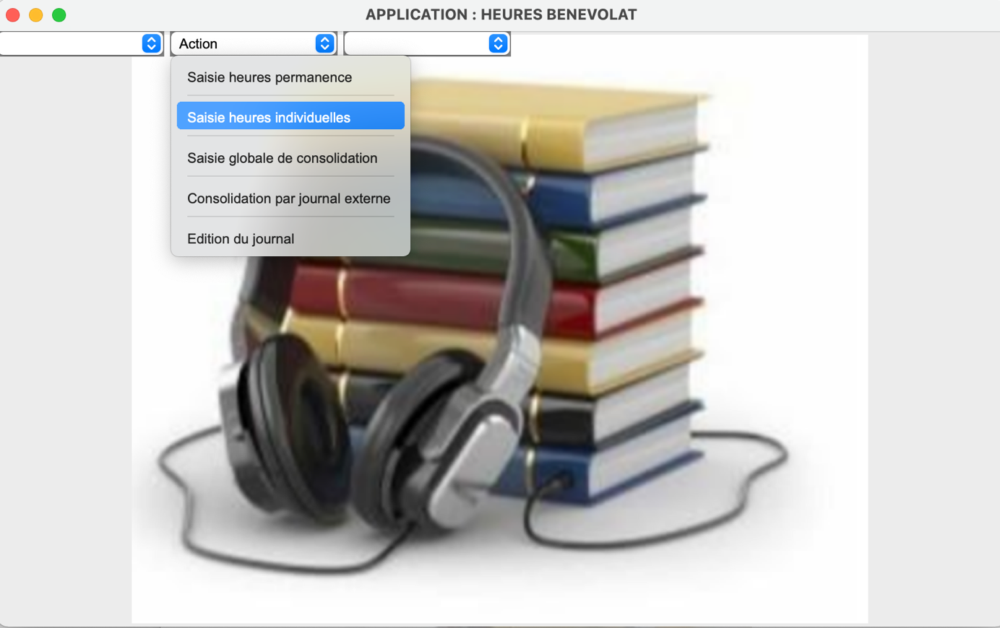 APPLICATION : HEURES BENEVOLAT
Action
Saisie heures permanence
Saisie heures individuelles
Saisie globale de consolidation
Consolidation par journal externe
Edition du journal